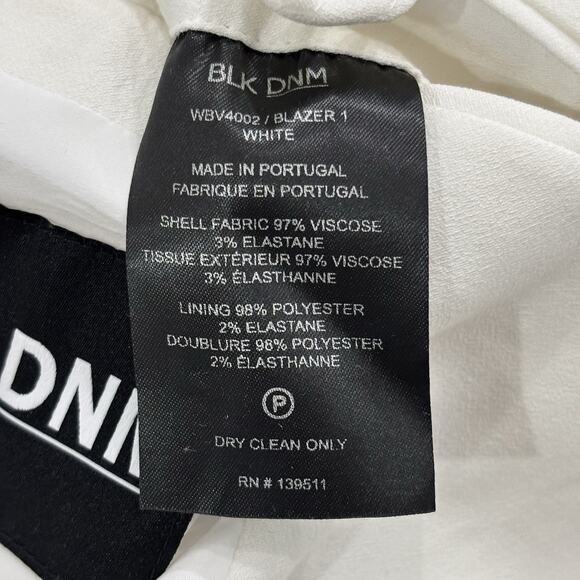 BLK DNM
WBV4002 / BLAZER 1
WHITE
MADE IN PORTUGAL
FABRIQUE EN PORTUGAL
SHELL FABRIC 97% VISCOSE
3% ELASTANE
TISSUE EXTÉRIEUR 97% VISCOSE
3% ÉLASTHANNE
LINING 98% POLYESTER
2% ELASTANE
DOUBLURE 98% POLYESTER
2% ÉLASTHANNE
P
DRY CLEAN ONLY
RN # 139511
DNM